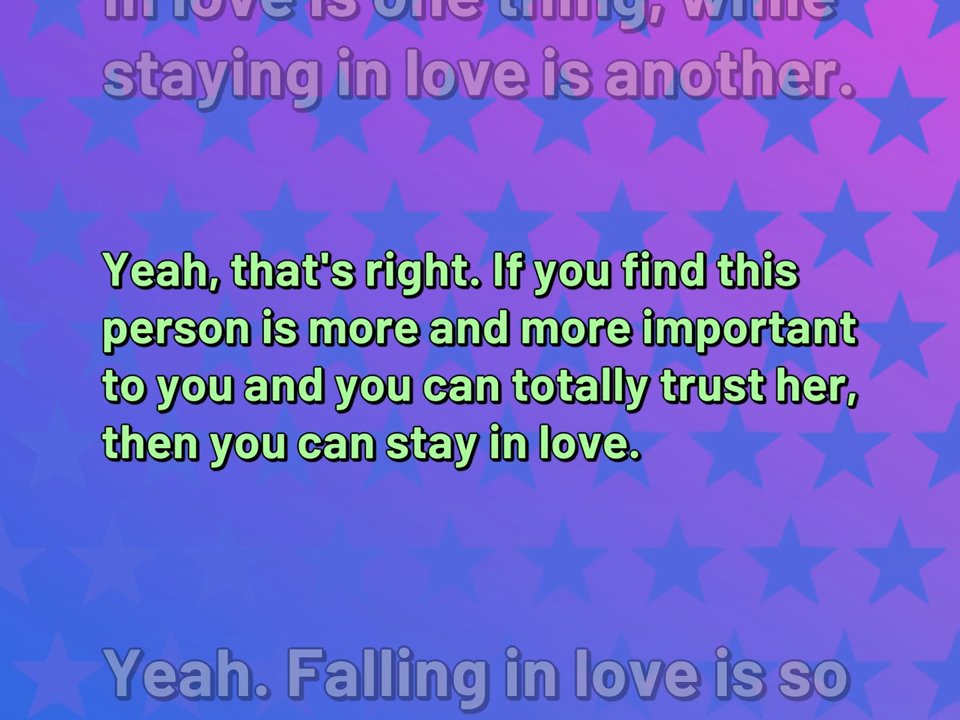 in love is one thing, while
staying in love is another.
Yeah, that's right. If you find this
person is more and more important
to you and you can totally trust her,
then you can stay in love.
Yeah. Falling in love is so